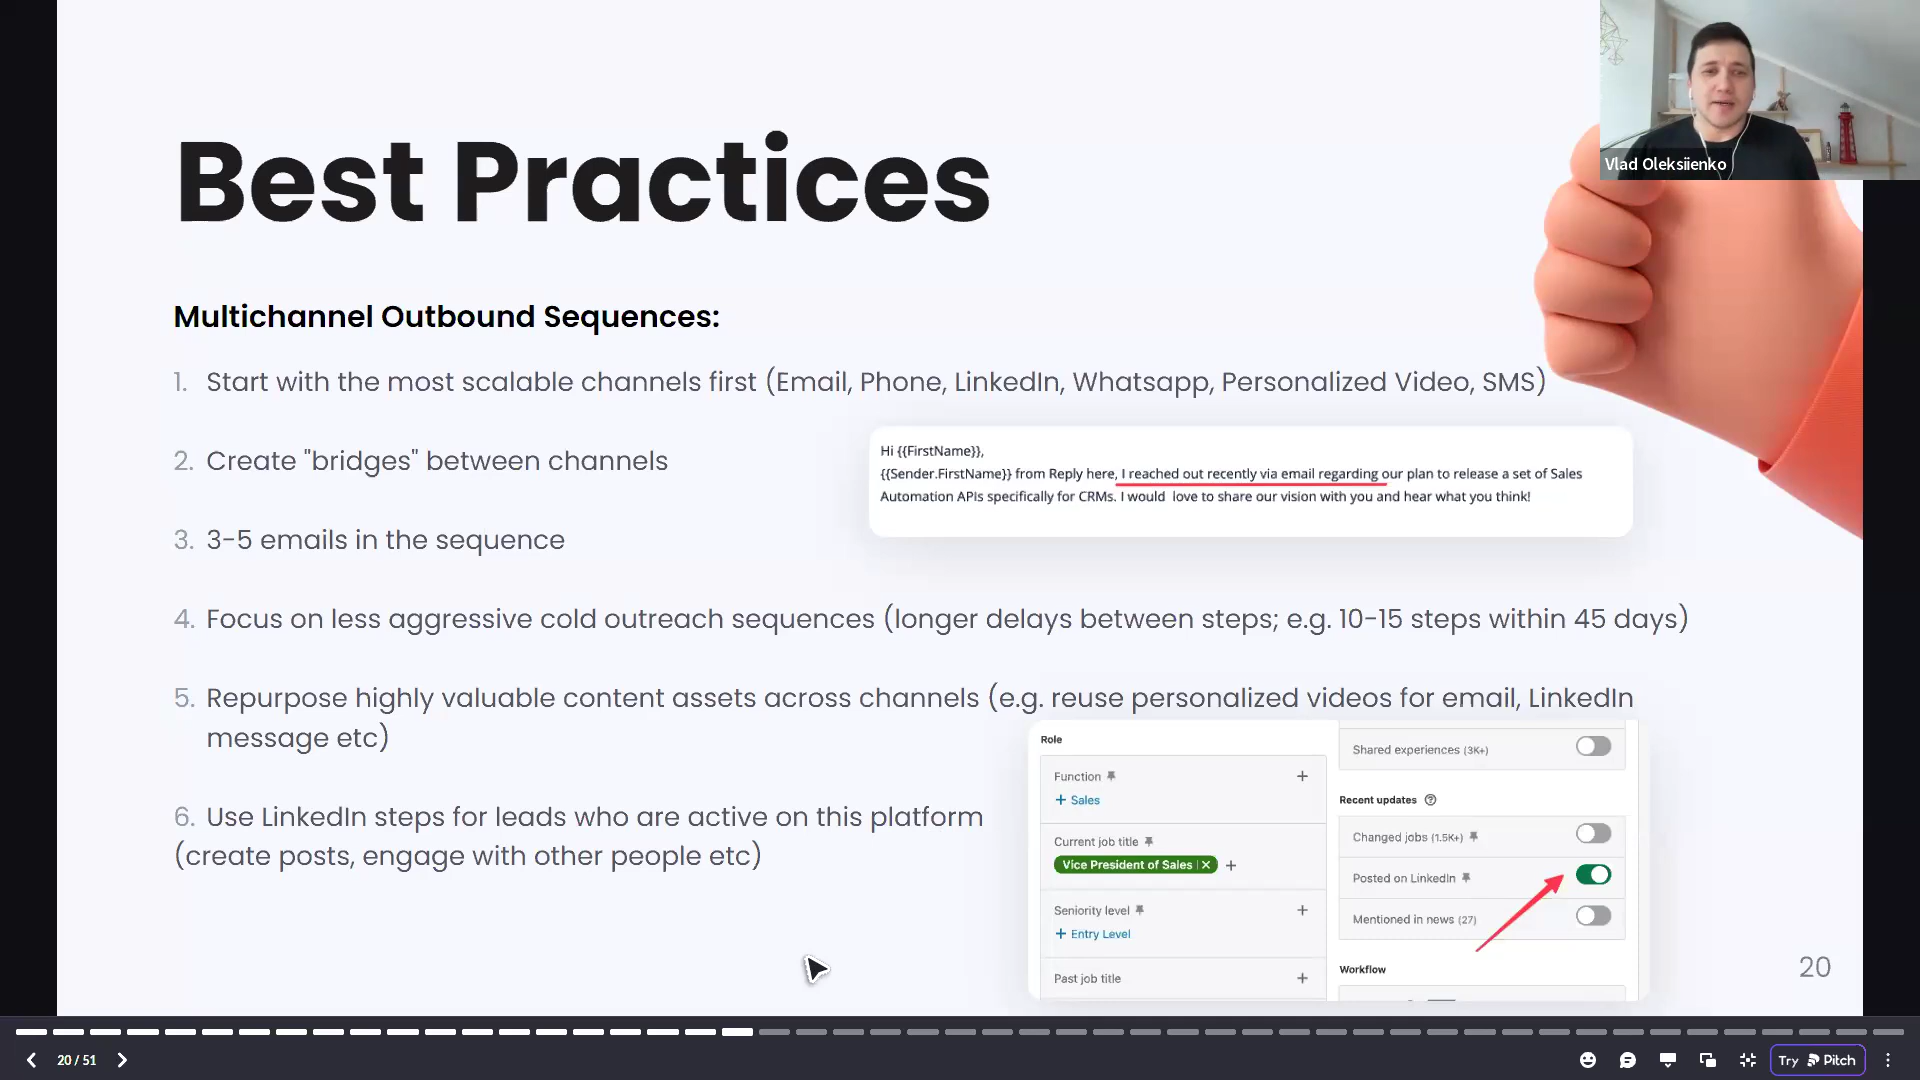 Best Practices
Vlad Oleksiienko
Multichannel Outbound Sequences:
1. Start with the most scalable channels first (Email, Phone, LinkedIn, Whatsapp, Personalized Video, SMS)
2. Create "bridges" between channels
Hi {{FirstName}},
{{Sender.FirstName}} from Reply here, I reached out recently via email regarding our plan to release a set of Sales
Automation APIs specifically for CRMs. I would love to share our vision with you and hear what you think!
3. 3-5 emails in the sequence
4. Focus on less aggressive cold outreach sequences (longer delays between steps; e.g. 10-15 steps within 45 days)
5. Repurpose highly valuable content assets across channels (e.g. reuse personalized videos for email, LinkedIn
message etc)
6. Use LinkedIn steps for leads who are active on this platform
(create posts, engage with other people etc)
Role
Function
+ Sales
Current job title
Vice President of Sales
Seniority level
+ Entry Level
Past job title
Shared experiences (3K+)
Recent updates
Changed jobs (1.5K+)
Posted on LinkedIn
Mentioned in news (27)
Workflow
20
20 / 51
Try Pitch